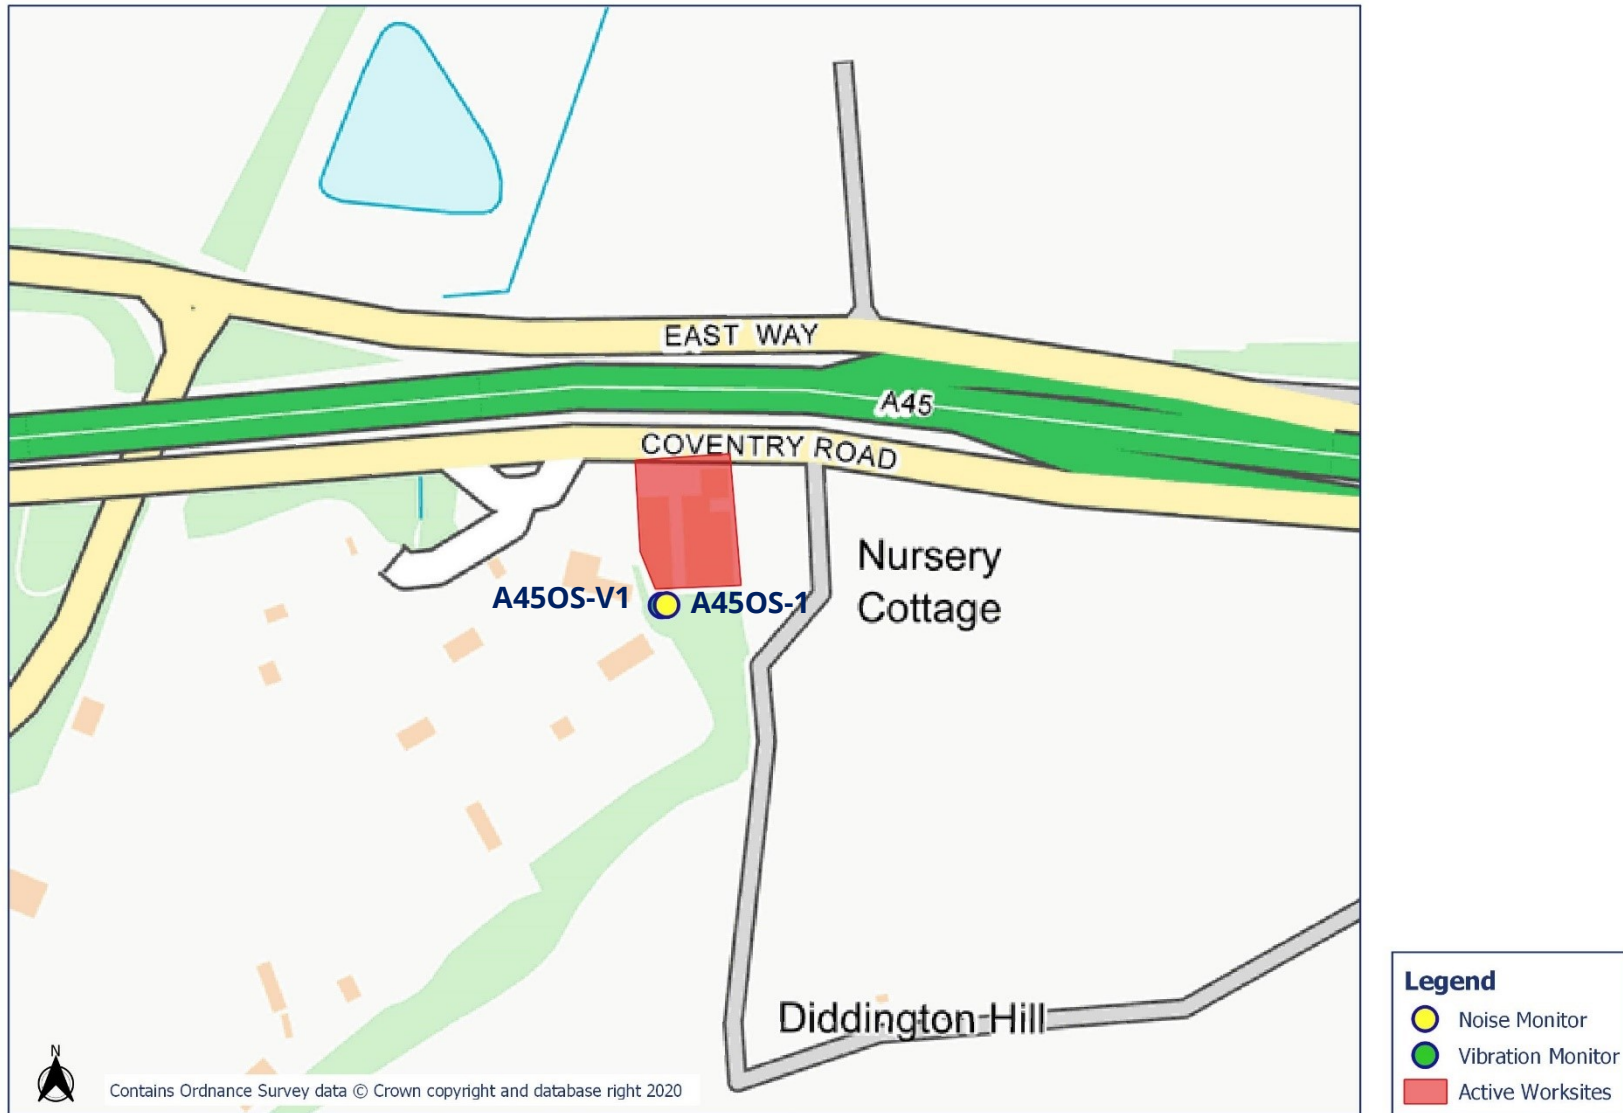 EAST WAY
A45
COVENTRY ROAD
Nursery
Cottage
A45OS-V1
A45OS-1
Diddington Hill
N
Contains Ordnance Survey data © Crown copyright and database right 2020
Legend
Noise Monitor
Vibration Monitor
Active Worksites